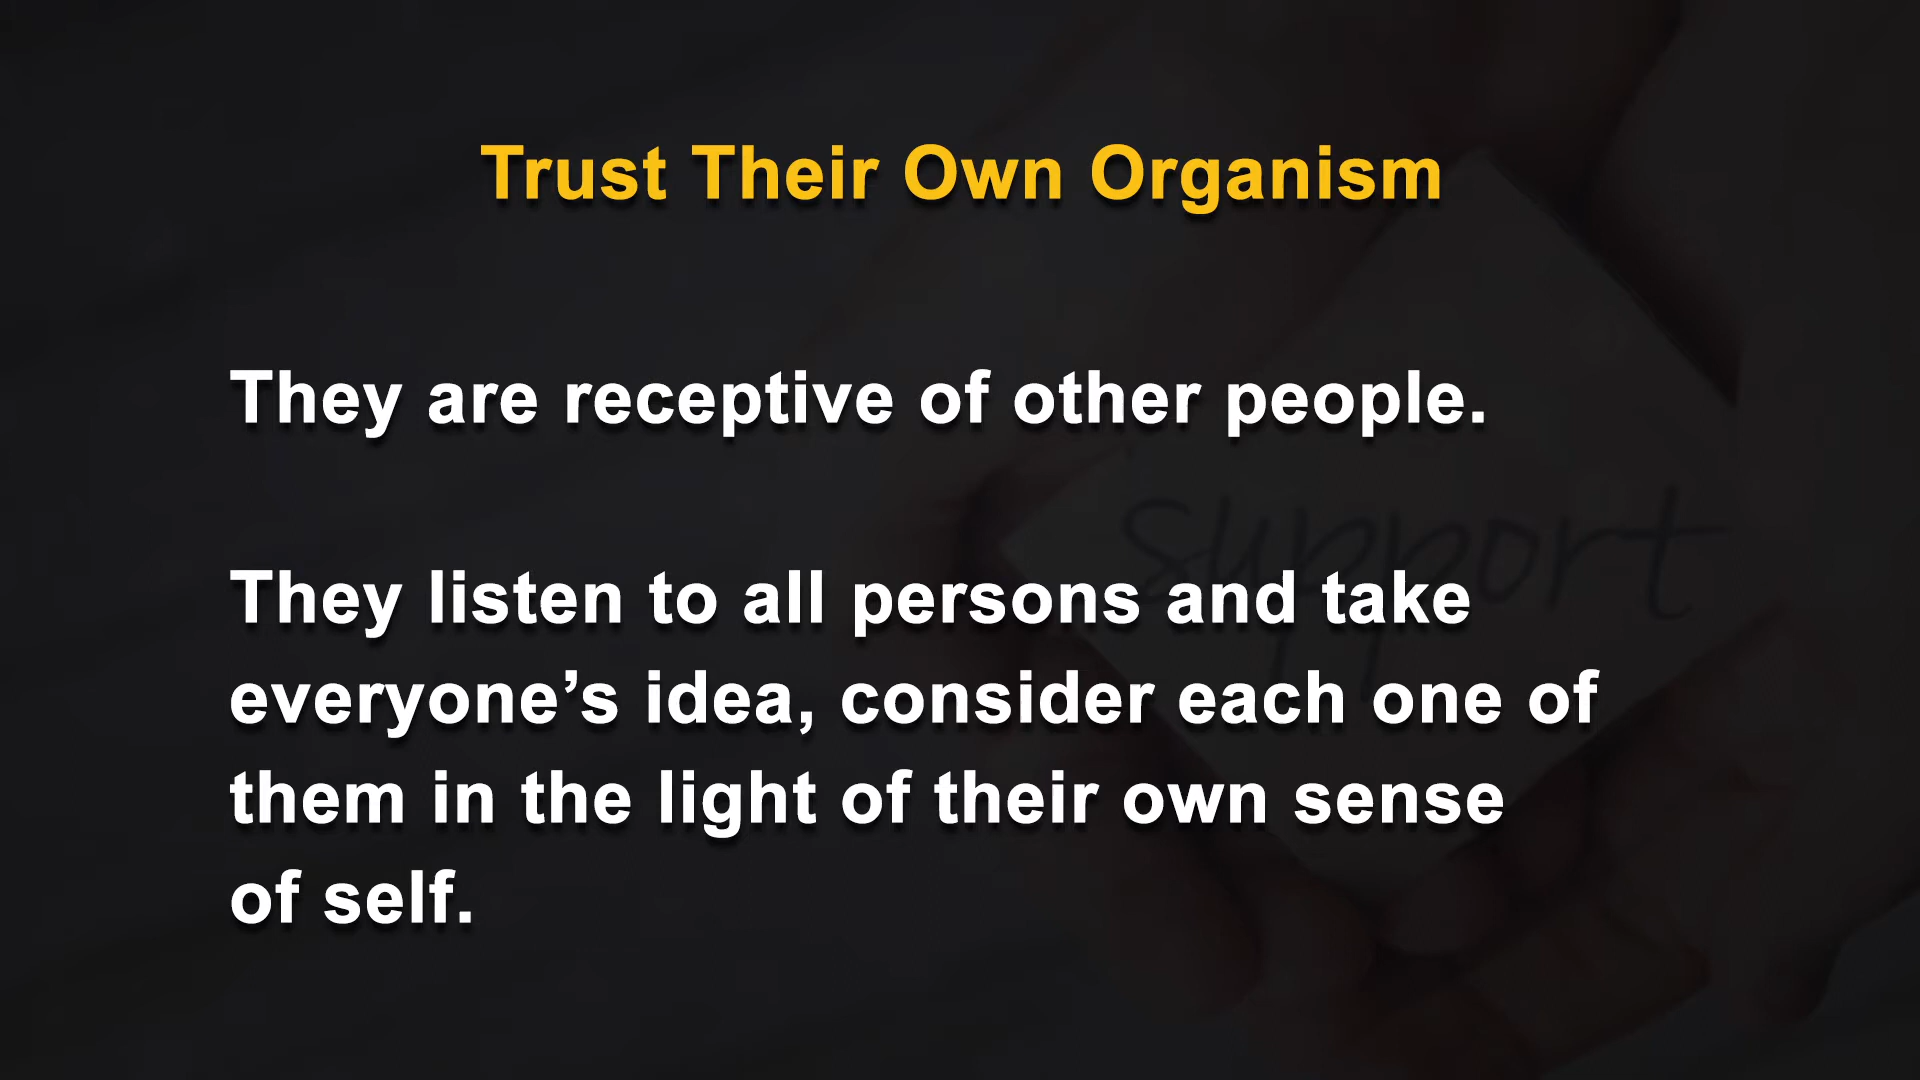 Trust Their Own Organism
They are receptive of other people.
They listen to all persons and take
everyone’s idea, consider each one of
them in the light of their own sense
of self.
support